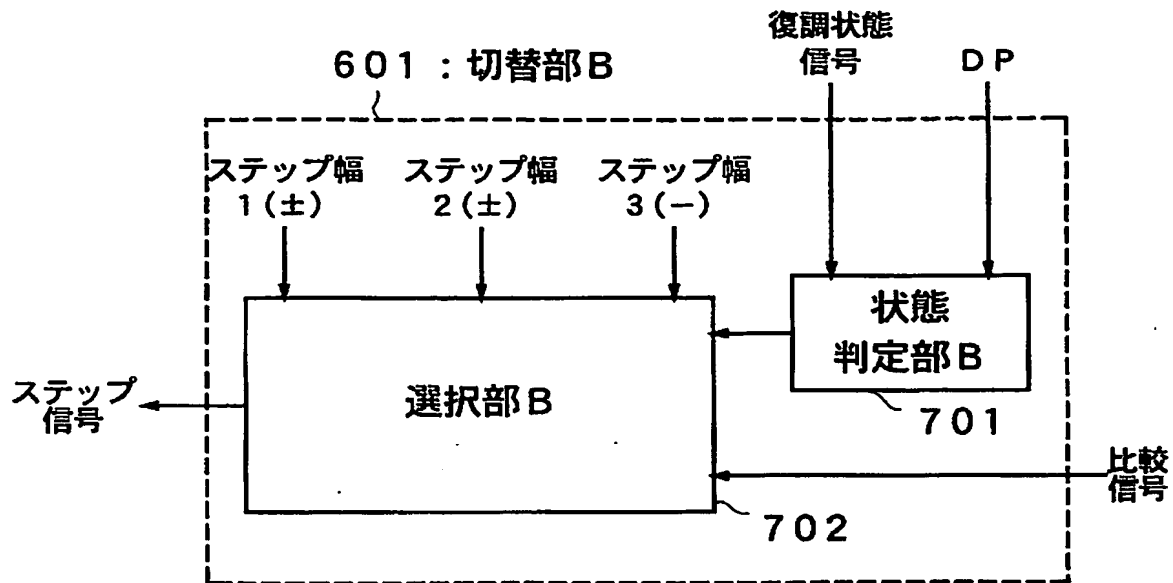 復調状態
信号
ＤＰ
６０１：切替部Ｂ
ステップ幅
１（±）
ステップ幅
２（±）
ステップ幅
３（－）
状態
判定部Ｂ
７０１
選択部Ｂ
ステップ
信号
比較
信号
７０２